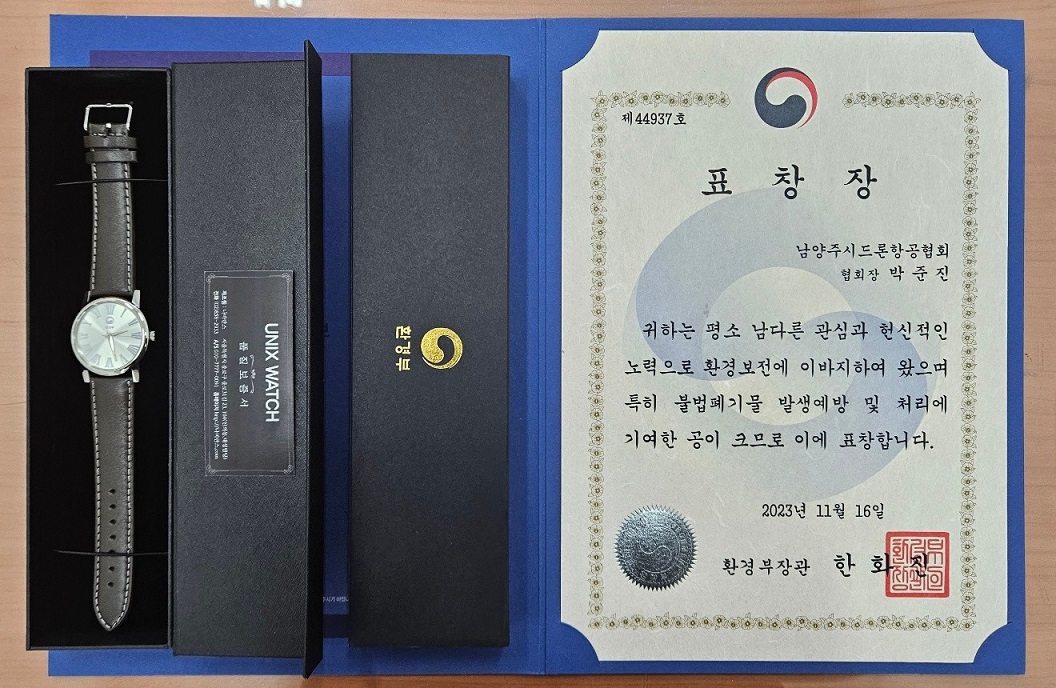 제44937호
표 창 장
남양주시드론항공협회
협회장 박 준 진
귀하는 평소 남다른 관심과 헌신적인
노력으로 환경보전에 이바지하여 왔으며
특히 불법폐기물 발생예방 및 처리에
기여한 공이 크므로 이에 표창합니다.
2023년 11월 16일
환경부장관 한 화 진
환경부
UNIX WATCH
품 질 보 증 서